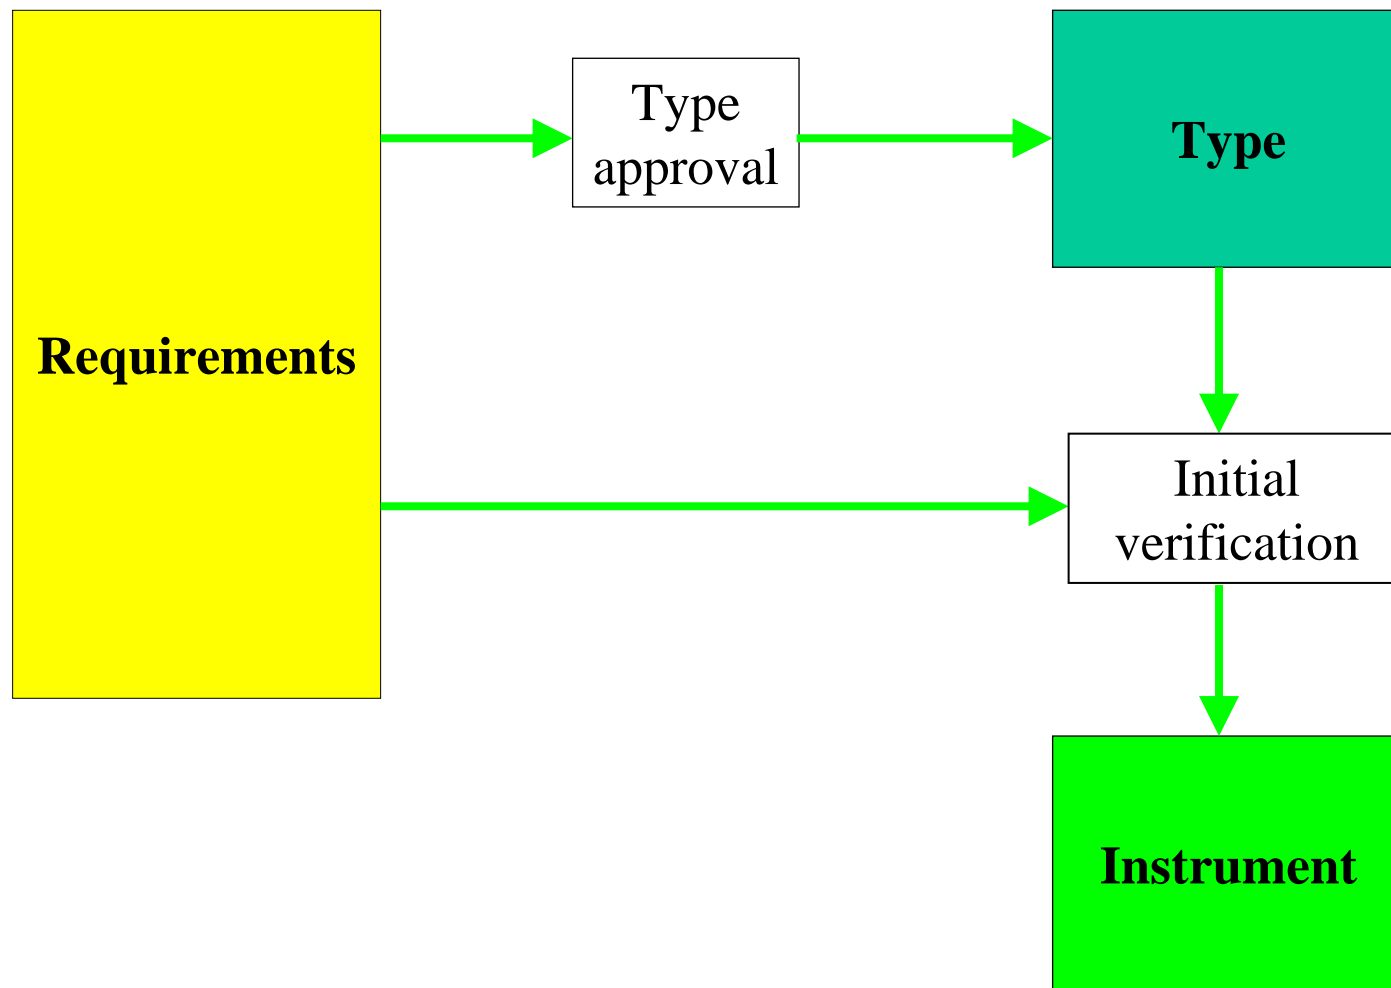 Type
approval
Type
Requirements
Initial
verification
Instrument